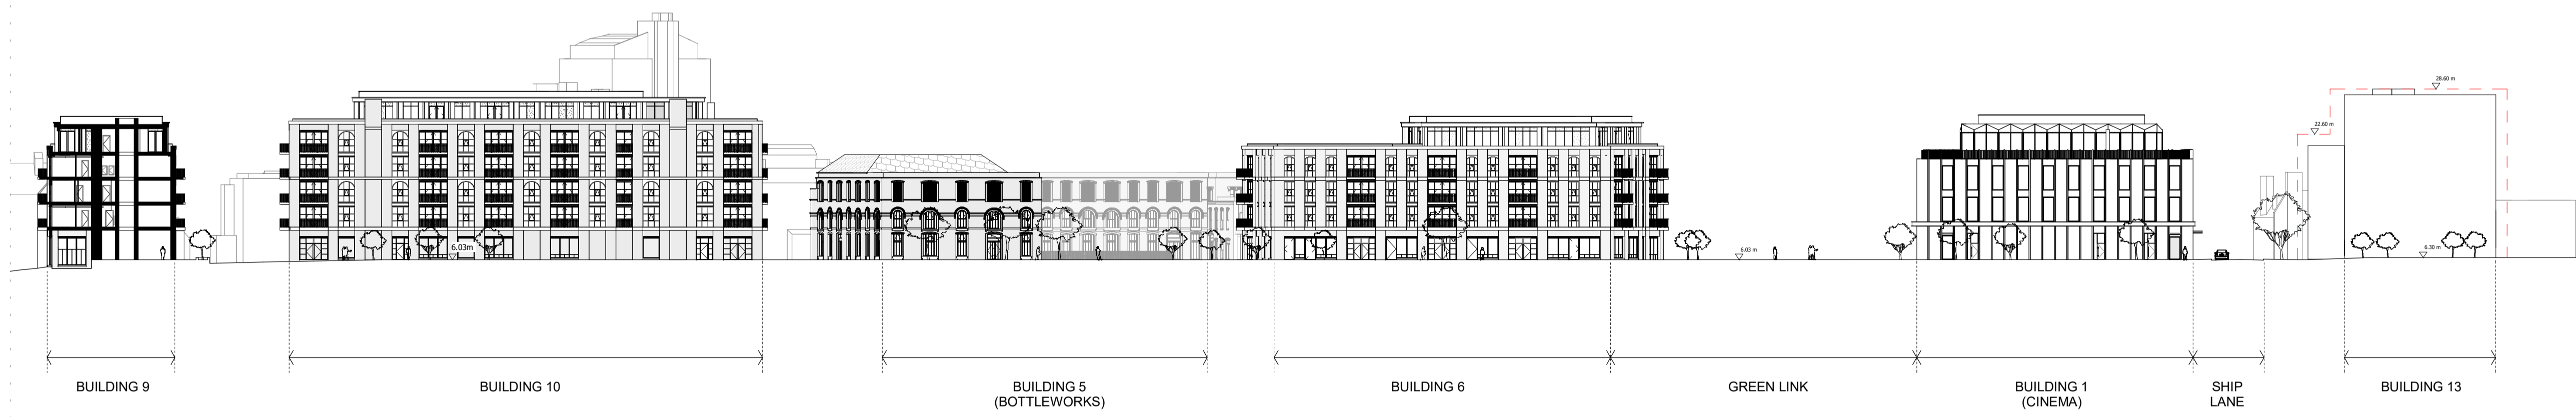 28.60 m
22.60 m
6.03m
6.03 m
6.30 m
BUILDING 9
BUILDING 10
BUILDING 5
(BOTTLEWORKS)
BUILDING 6
GREEN LINK
BUILDING 1
(CINEMA)
SHIP
LANE
BUILDING 13